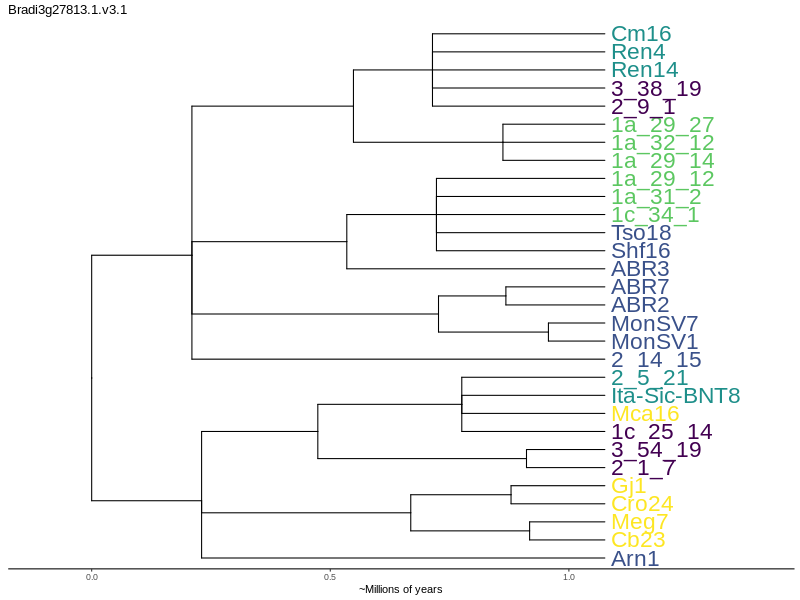 Bradi3g27813.1.v3.1
Cm16
Ren4
Ren14
3_38_19
2_9_1
1a_29_27
1a_32_12
1a_29_14
1a_29_12
1a_31_2
1c_34_1
Tso18
Shf16
ABR3
ABR7
ABR2
MonSV7
MonSV1
2_14_15
2_5_21
Ita-Sic-BNT8
Mca16
1c_25_14
3_54_19
2_1_7
Gj1
Cro24
Meg7
Cb23
Arn1
0.0 0.5 1.0
~Millions of years